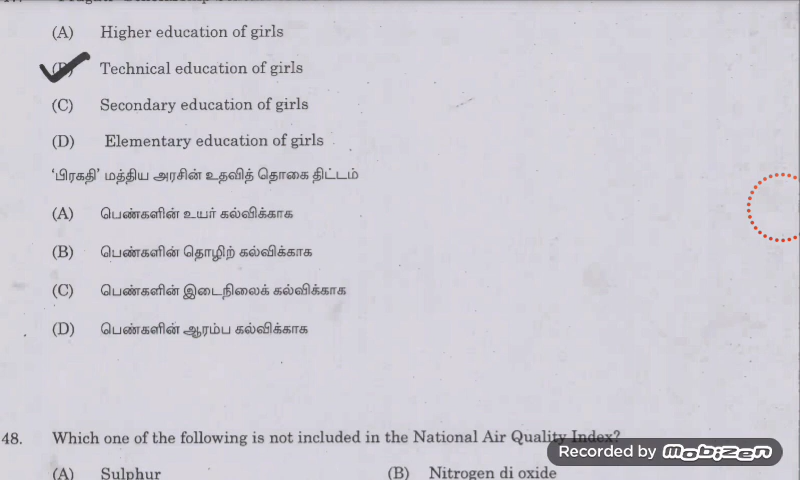 (A) Higher education of girls
(B) Technical education of girls
(C) Secondary education of girls
(D) Elementary education of girls
'பிரகதி' மத்திய அரசின் உதவித் தொகை திட்டம்
(A) பெண்களின் உயர் கல்விக்காக
(B) பெண்களின் தொழிற் கல்விக்காக
(C) பெண்களின் இடைநிலைக் கல்விக்காக
(D) பெண்களின் ஆரம்ப கல்விக்காக
48. Which one of the following is not included in the National Air Quality Index?
(A) Sulphur (B) Nitrogen di oxide
Recorded by mobizen